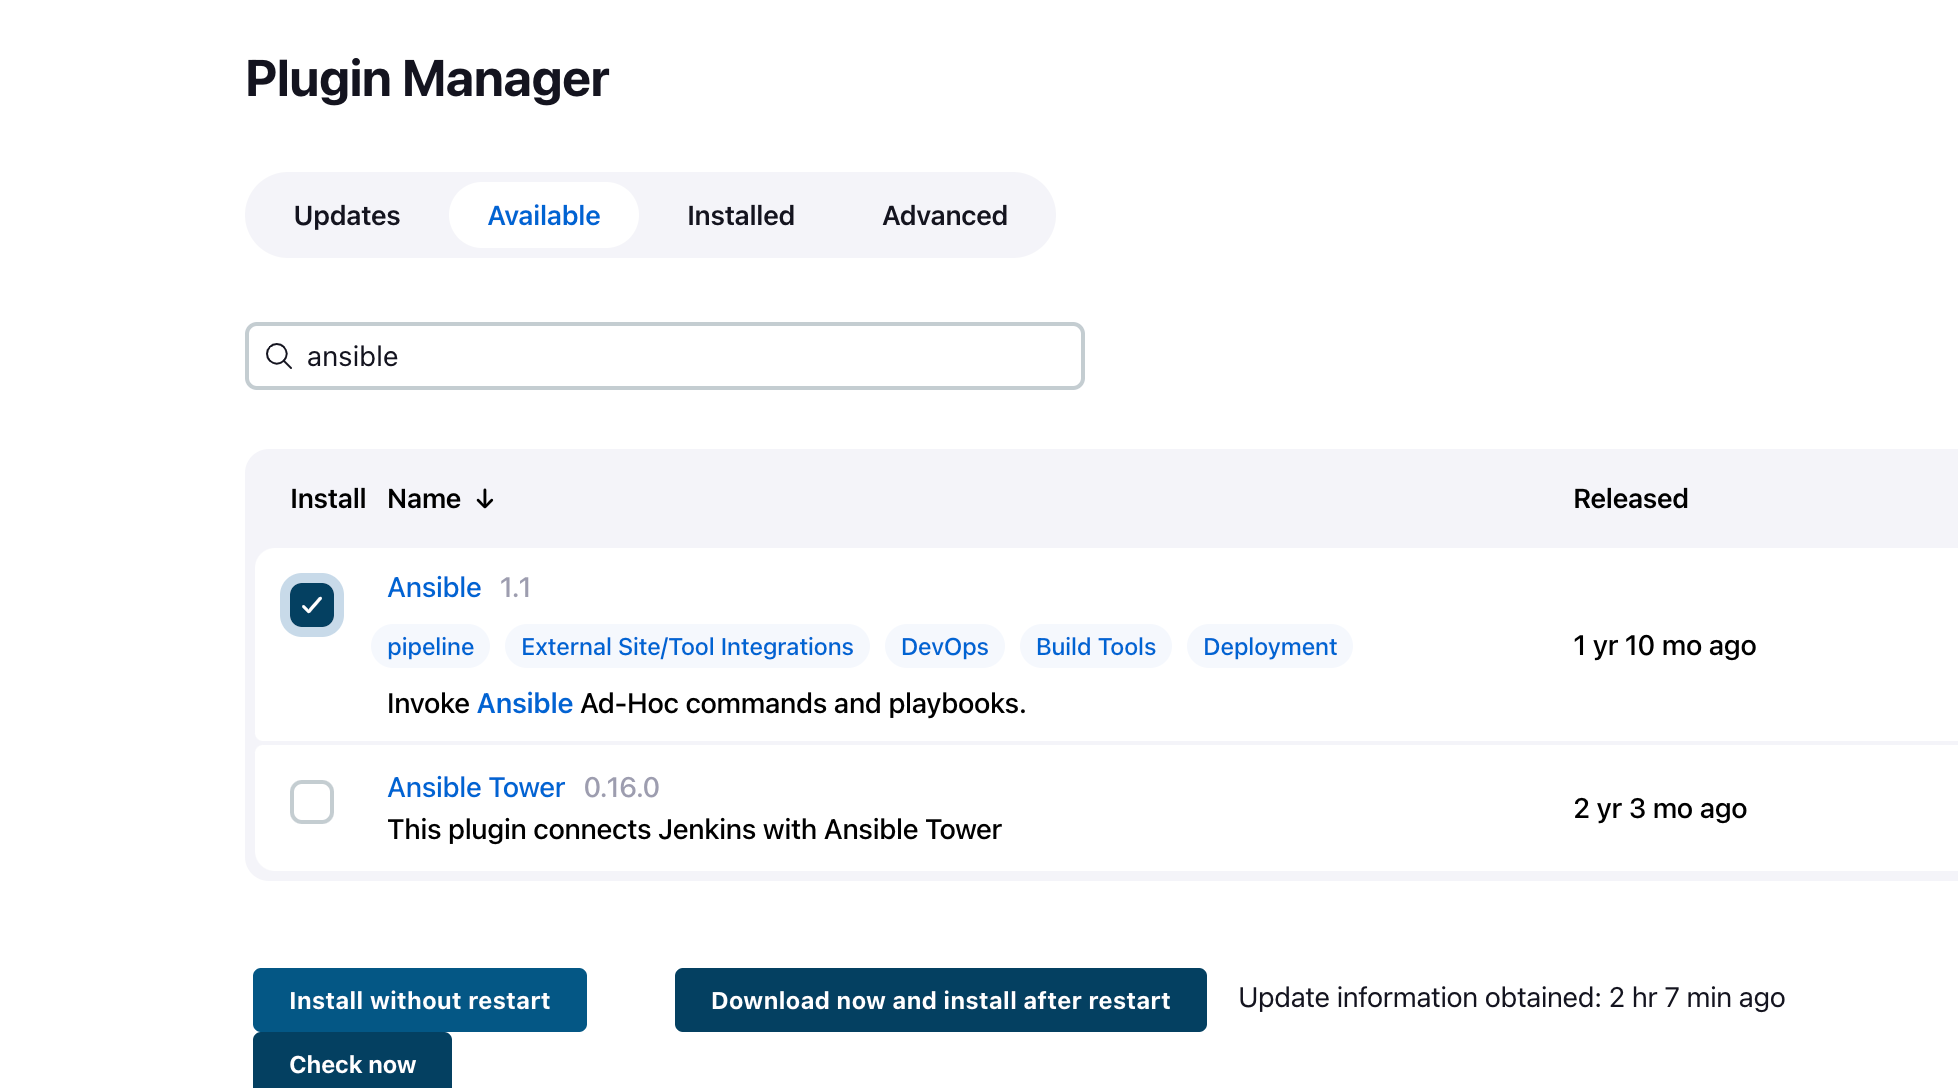 Plugin Manager
Updates Available Installed Advanced
ansible
Install Name ↓ Released
Ansible 1.1
pipeline External Site/Tool Integrations DevOps Build Tools Deployment
1 yr 10 mo ago
Invoke Ansible Ad-Hoc commands and playbooks.
Ansible Tower 0.16.0
2 yr 3 mo ago
This plugin connects Jenkins with Ansible Tower
Install without restart Download now and install after restart Update information obtained: 2 hr 7 min ago
Check now